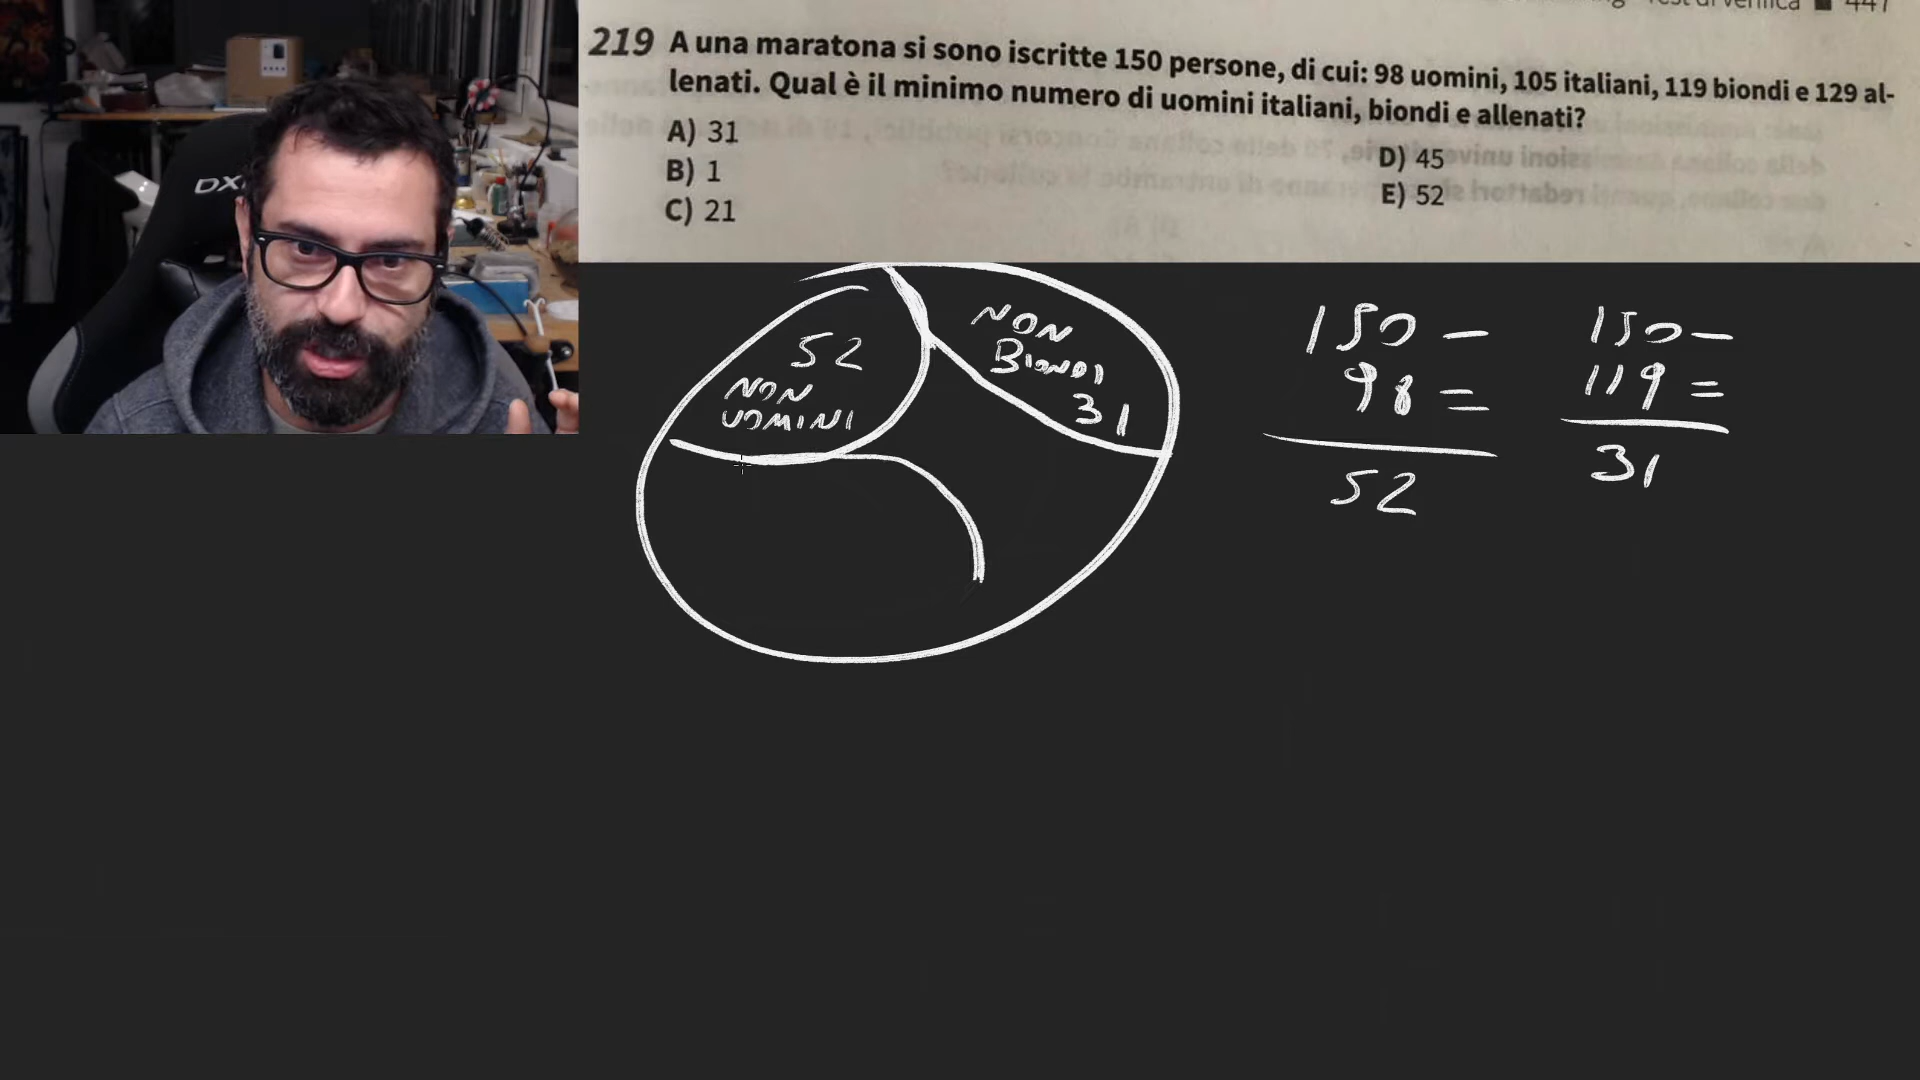 219 A una maratona si sono iscritte 150 persone, di cui: 98 uomini, 105 italiani, 119 biondi e 129 al-
lenati. Qual è il minimo numero di uomini italiani, biondi e allenati?
A) 31
B) 1
C) 21
D) 45
E) 52
DX
52
NON
UOMINI
NON
BIONDI
31
150 -
98 =
52
150 -
119 =
31